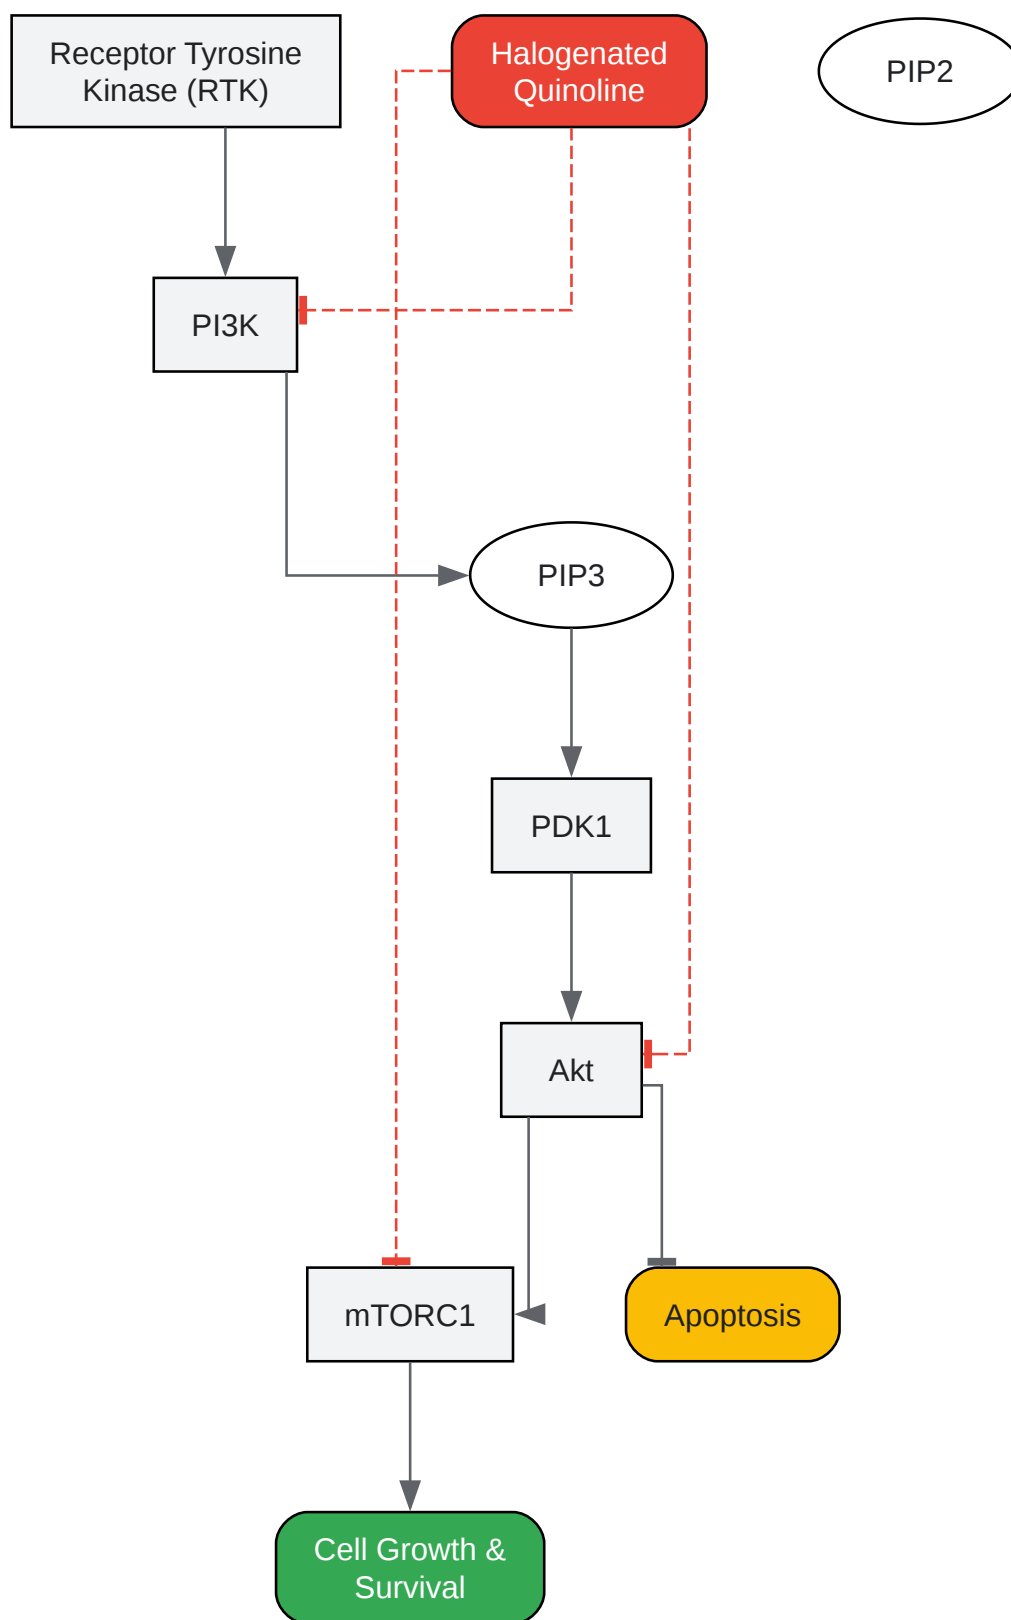 Receptor Tyrosine
Kinase (RTK)
Halogenated
Quinoline
PIP2
PI3K
PIP3
PDK1
Akt
mTORC1
Apoptosis
Cell Growth &
Survival